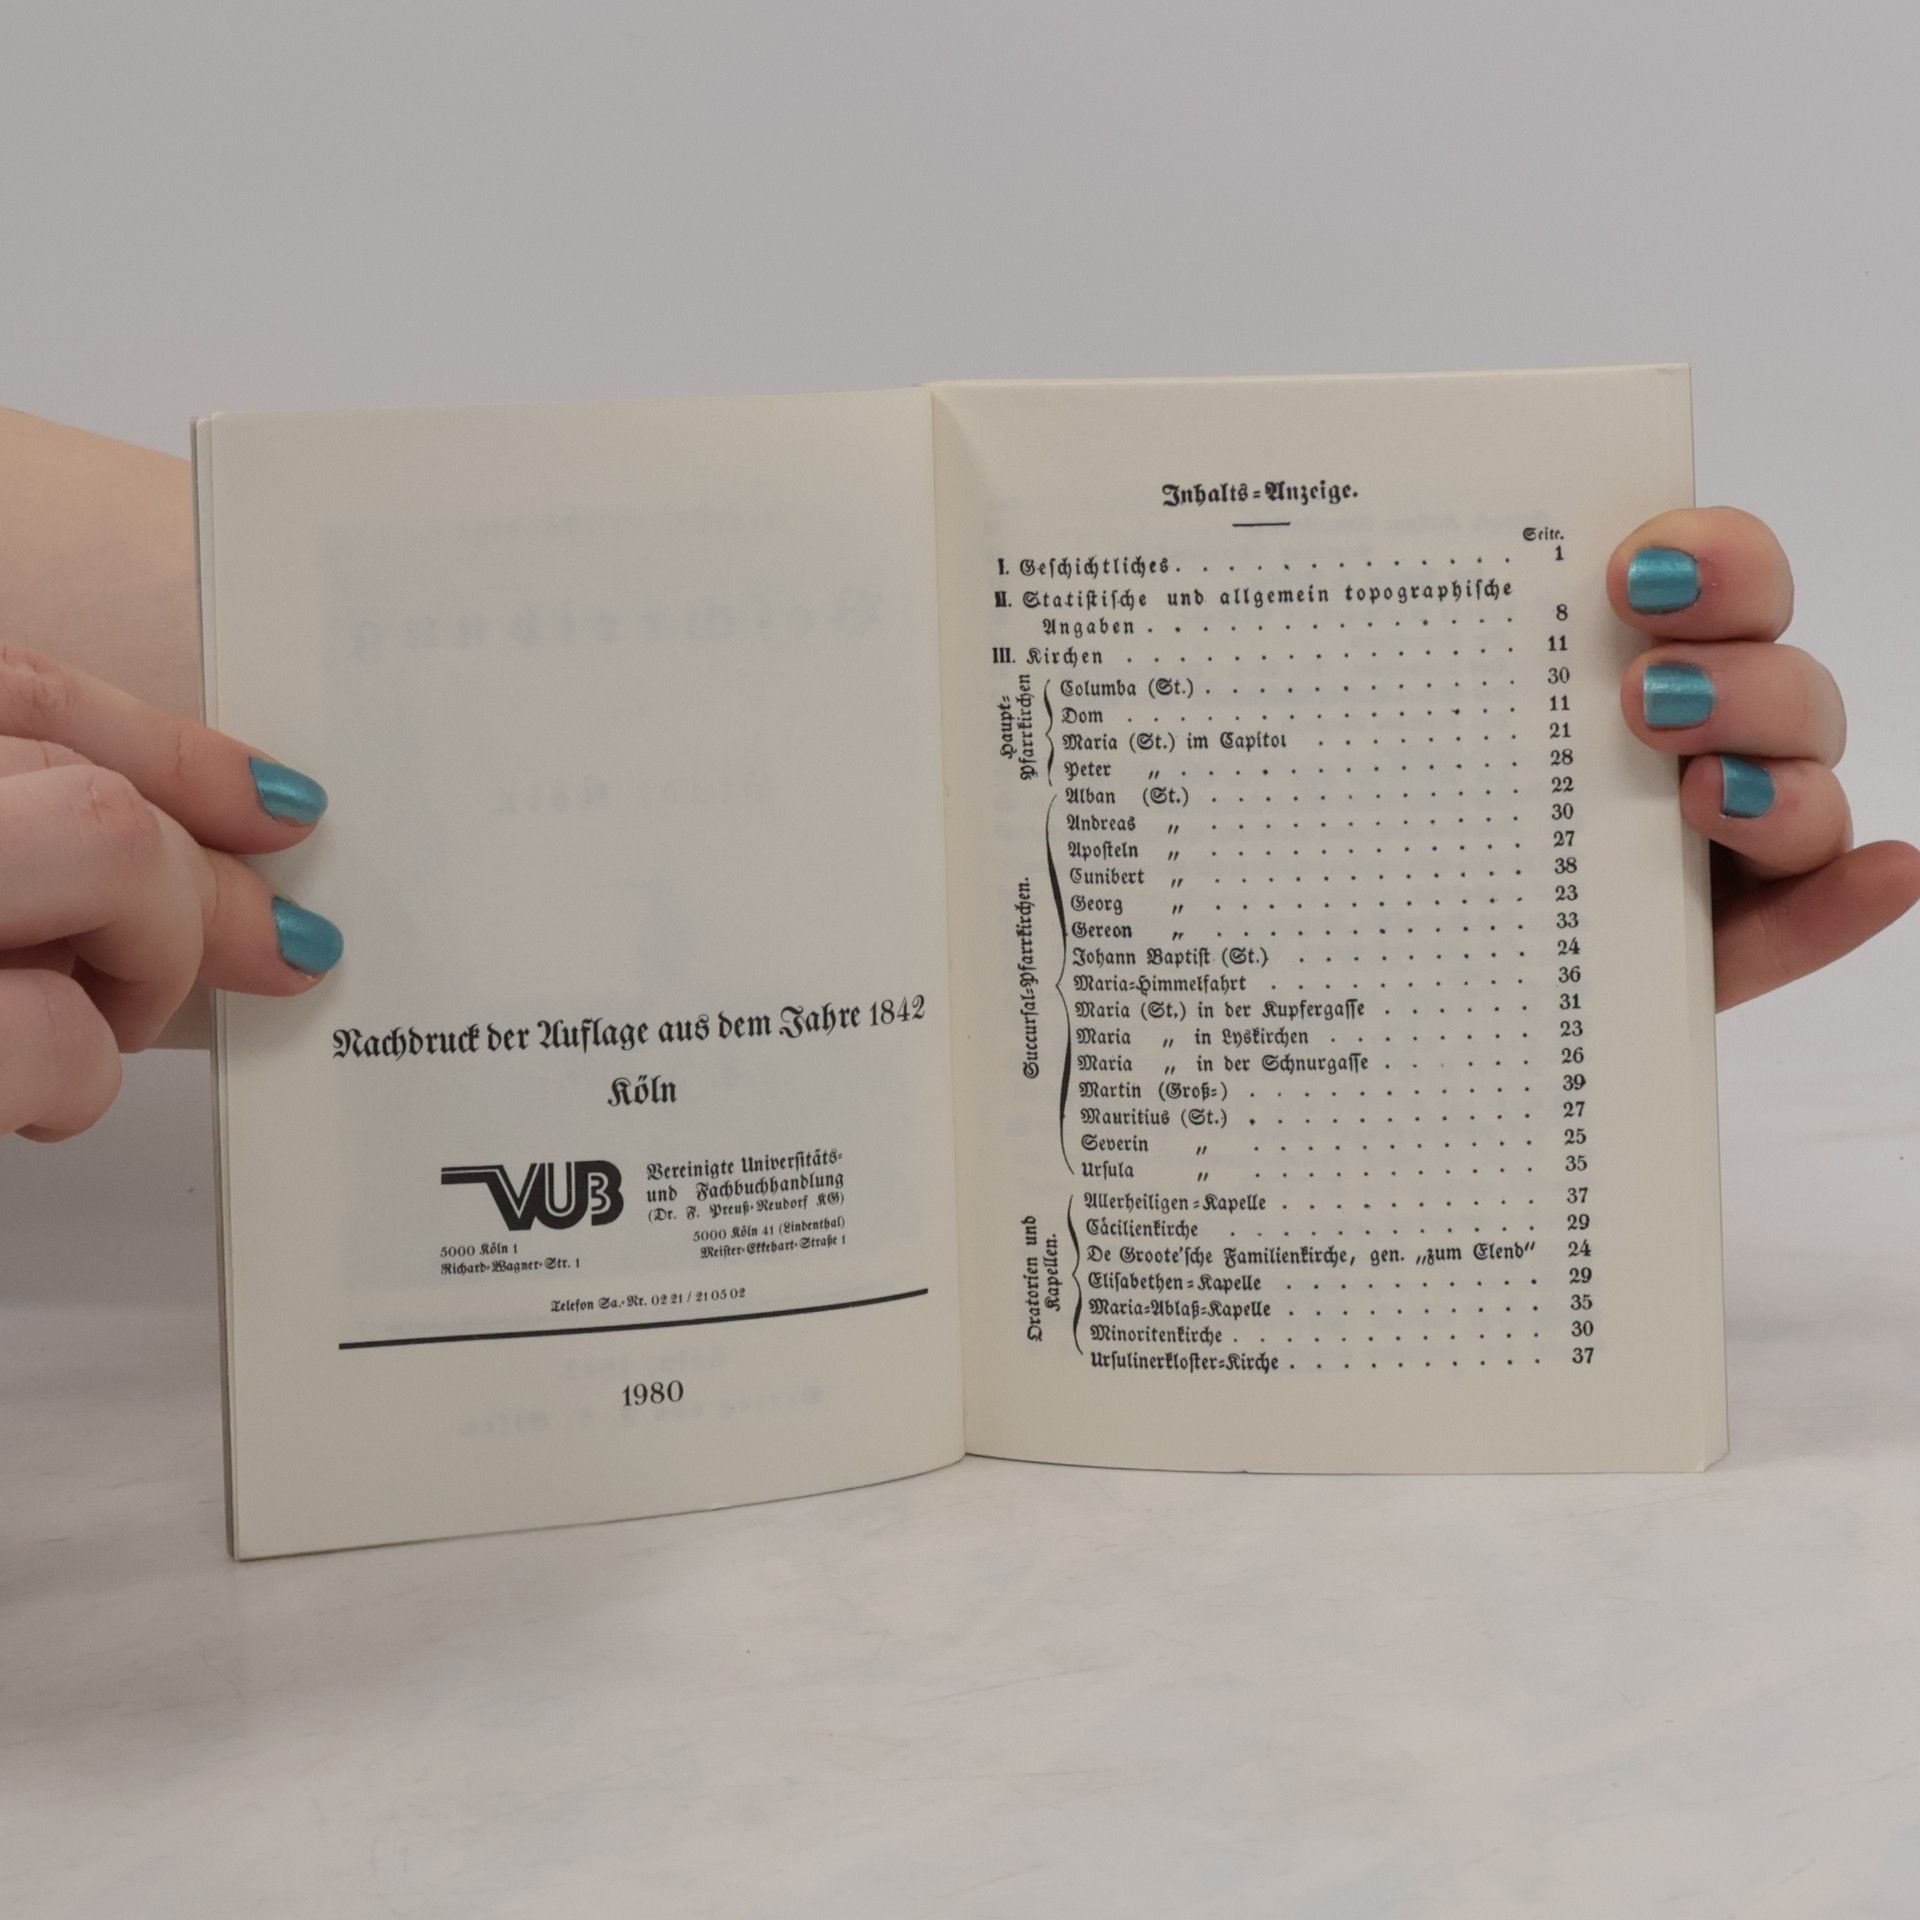 Nachdruck der Auflage aus dem Jahre 1842
Köln
VUB
Vereinigte Universitäts-
und Fachbuchhandlung
(Dr. F. Preuß-Neudorf KG)
5000 Köln 1
Richard-Wagner-Str. 1
5000 Köln 41 (Lindenthal)
Meister-Ekkehart-Straße 1
Telefon Sa.-Nr. 02 21 / 21 05 02
1980
Inhalts=Anzeige.
Seite.
I. Geſchichtliches . . . . . . . . . . . . . 1
II. Statiſtiſche und allgemein topographiſche
Angaben . . . . . . . . . . . . . . 8
III. Kirchen . . . . . . . . . . . . . . . 11
Haupt-
Pfarrkirchen
Columba (St.) . . . . . . . . . . . . 30
Dom . . . . . . . . . . . . . . . 11
Maria (St.) im Capitol . . . . . . . . 21
Peter „ . . . . . . . . . . . . . 28
Succurſal=Pfarrkirchen.
Alban (St.) . . . . . . . . . . . . 22
Andreas „ . . . . . . . . . . . . 30
Apoſteln „ . . . . . . . . . . . . 27
Cunibert „ . . . . . . . . . . . . 38
Georg „ . . . . . . . . . . . . 23
Gereon „ . . . . . . . . . . . . 33
Johann Baptiſt (St.) . . . . . . . . . 24
Maria=Himmelfahrt . . . . . . . . . . 36
Maria (St.) in der Kupfergaſſe . . . . . . 31
Maria „ in Lyskirchen . . . . . . . . 23
Maria „ in der Schnurgaſſe . . . . . . 26
Martin (Groß=) . . . . . . . . . . . 39
Mauritius (St.) . . . . . . . . . . . 27
Severin „ . . . . . . . . . . . 25
Urſula „ . . . . . . . . . . . 35
Oratorien und
Kapellen.
Allerheiligen=Kapelle . . . . . . . . . . 37
Cäcilienkirche . . . . . . . . . . . . 29
De Groote'ſche Familienkirche, gen. „zum Elend“ 24
Eliſabethen=Kapelle . . . . . . . . . . 29
Maria=Ablaß=Kapelle . . . . . . . . . . 35
Minoritenkirche . . . . . . . . . . . . 30
Urſulinerkloſter=Kirche . . . . . . . . . . 37